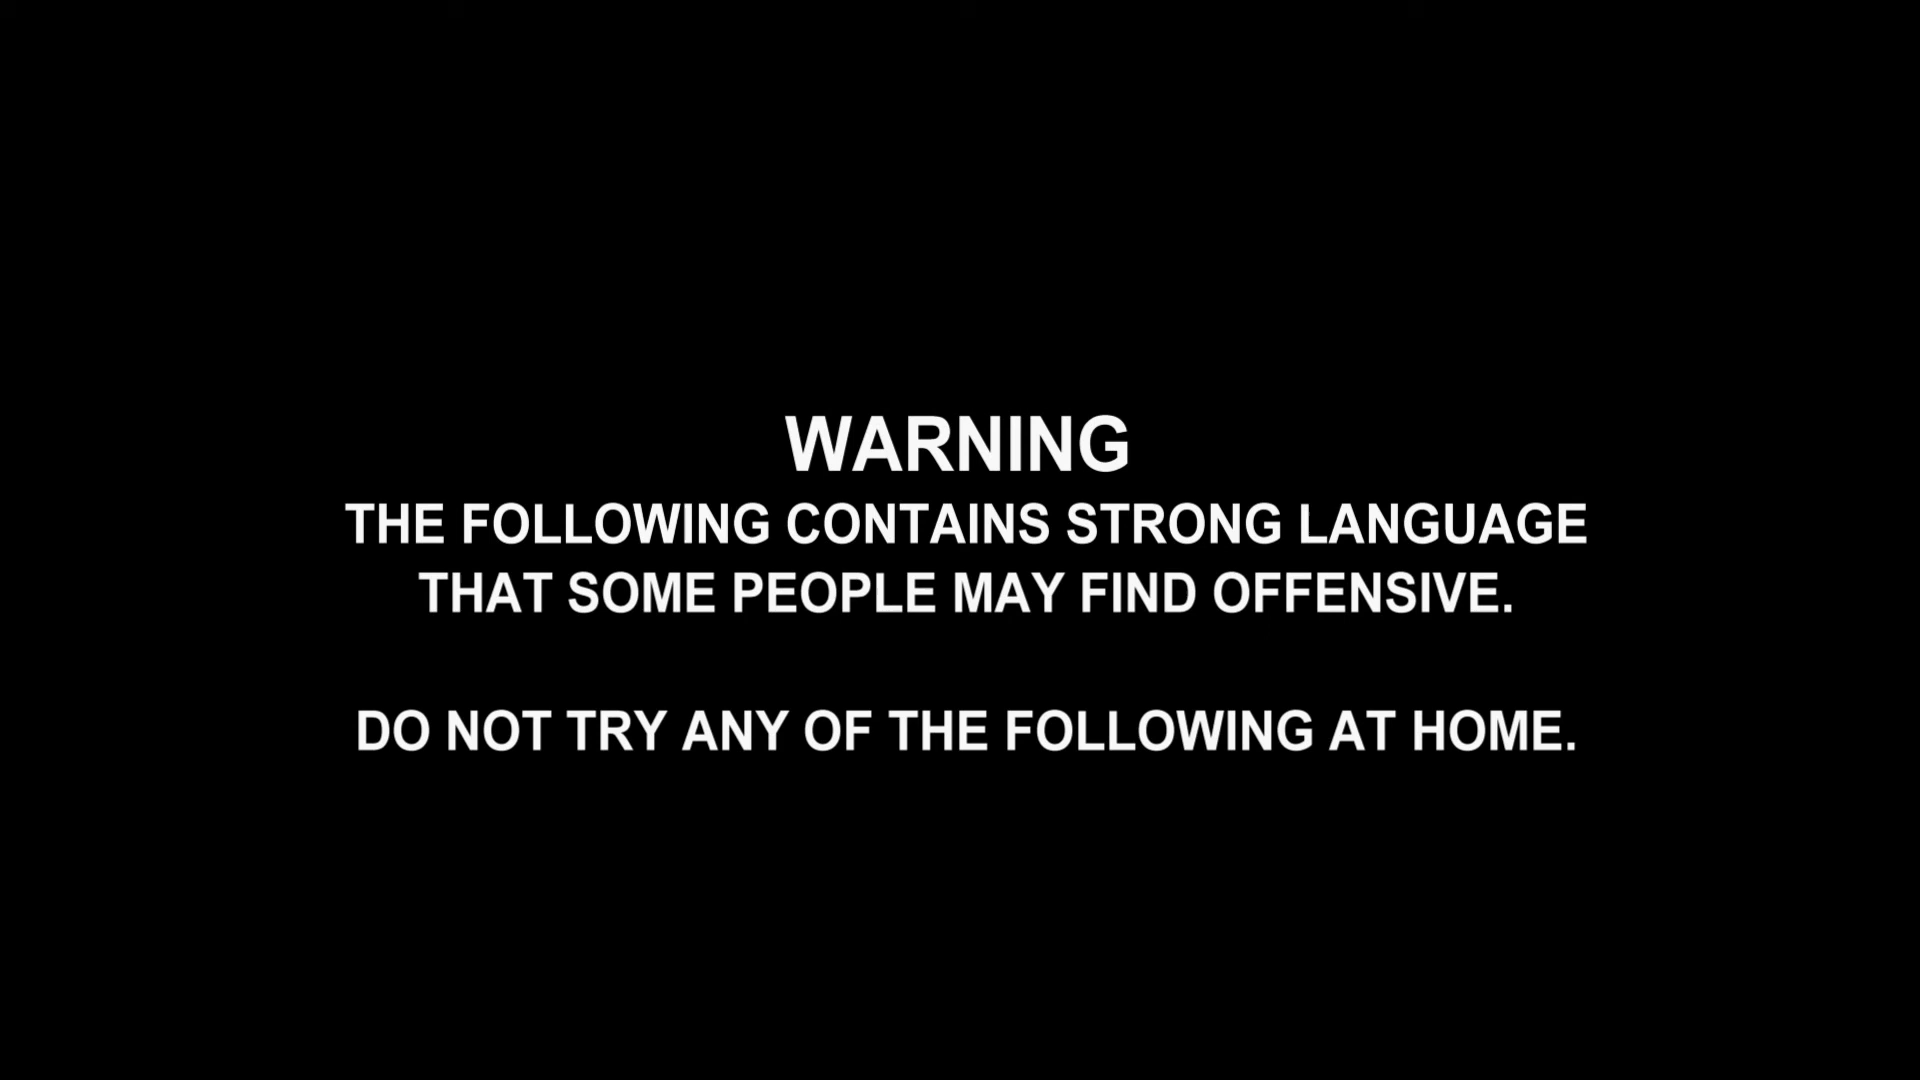 WARNING
THE FOLLOWING CONTAINS STRONG LANGUAGE
THAT SOME PEOPLE MAY FIND OFFENSIVE.
DO NOT TRY ANY OF THE FOLLOWING AT HOME.